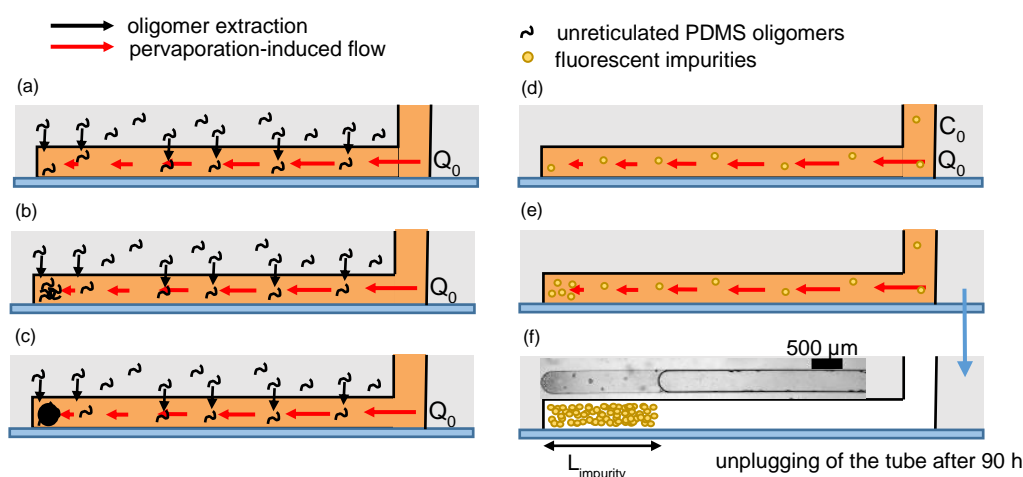 oligomer extraction
pervaporation-induced flow
unreticulated PDMS oligomers
fluorescent impurities
(a)
Q0
(b)
Q0
(c)
Q0
(d)
C0
Q0
(e)
(f)
500 µm
Limpurity
unplugging of the tube after 90 h